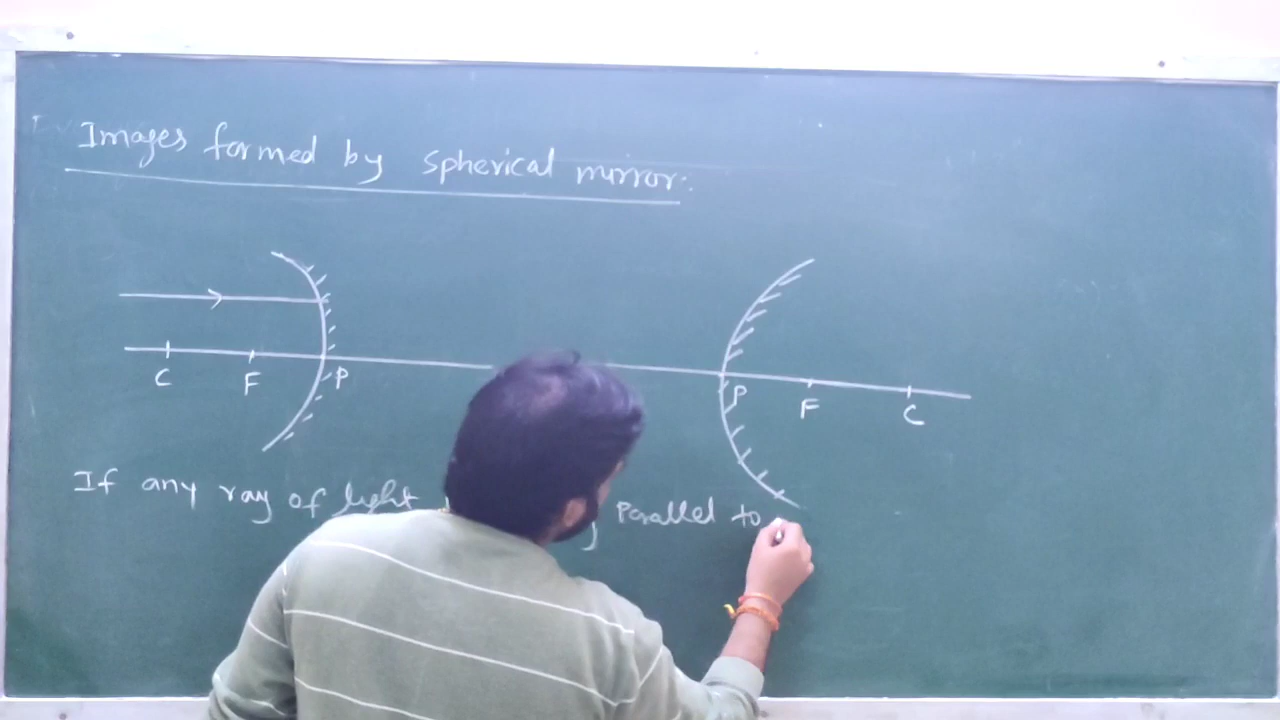 Images formed by spherical mirror:
C F P
P F C
If any ray of light parallel to